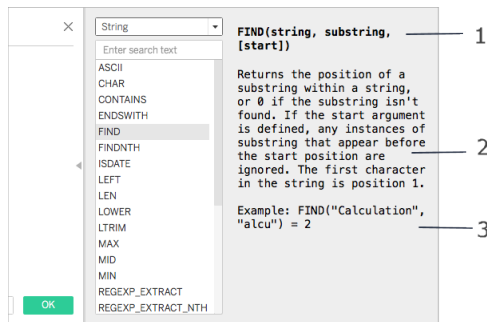 String
Enter search text
ASCII
CHAR
CONTAINS
ENDSWITH
FIND
FINDNTH
ISDATE
LEFT
LEN
LOWER
LTRIM
MAX
MID
MIN
REGEXP_EXTRACT
REGEXP_EXTRACT_NTH
OK
FIND(string, substring,
[start])
Returns the position of a
substring within a string,
or 0 if the substring isn't
found. If the start argument
is defined, any instances of
substring that appear before
the start position are
ignored. The first character
in the string is position 1.
Example: FIND("Calculation",
"alcu") = 2
1
2
3